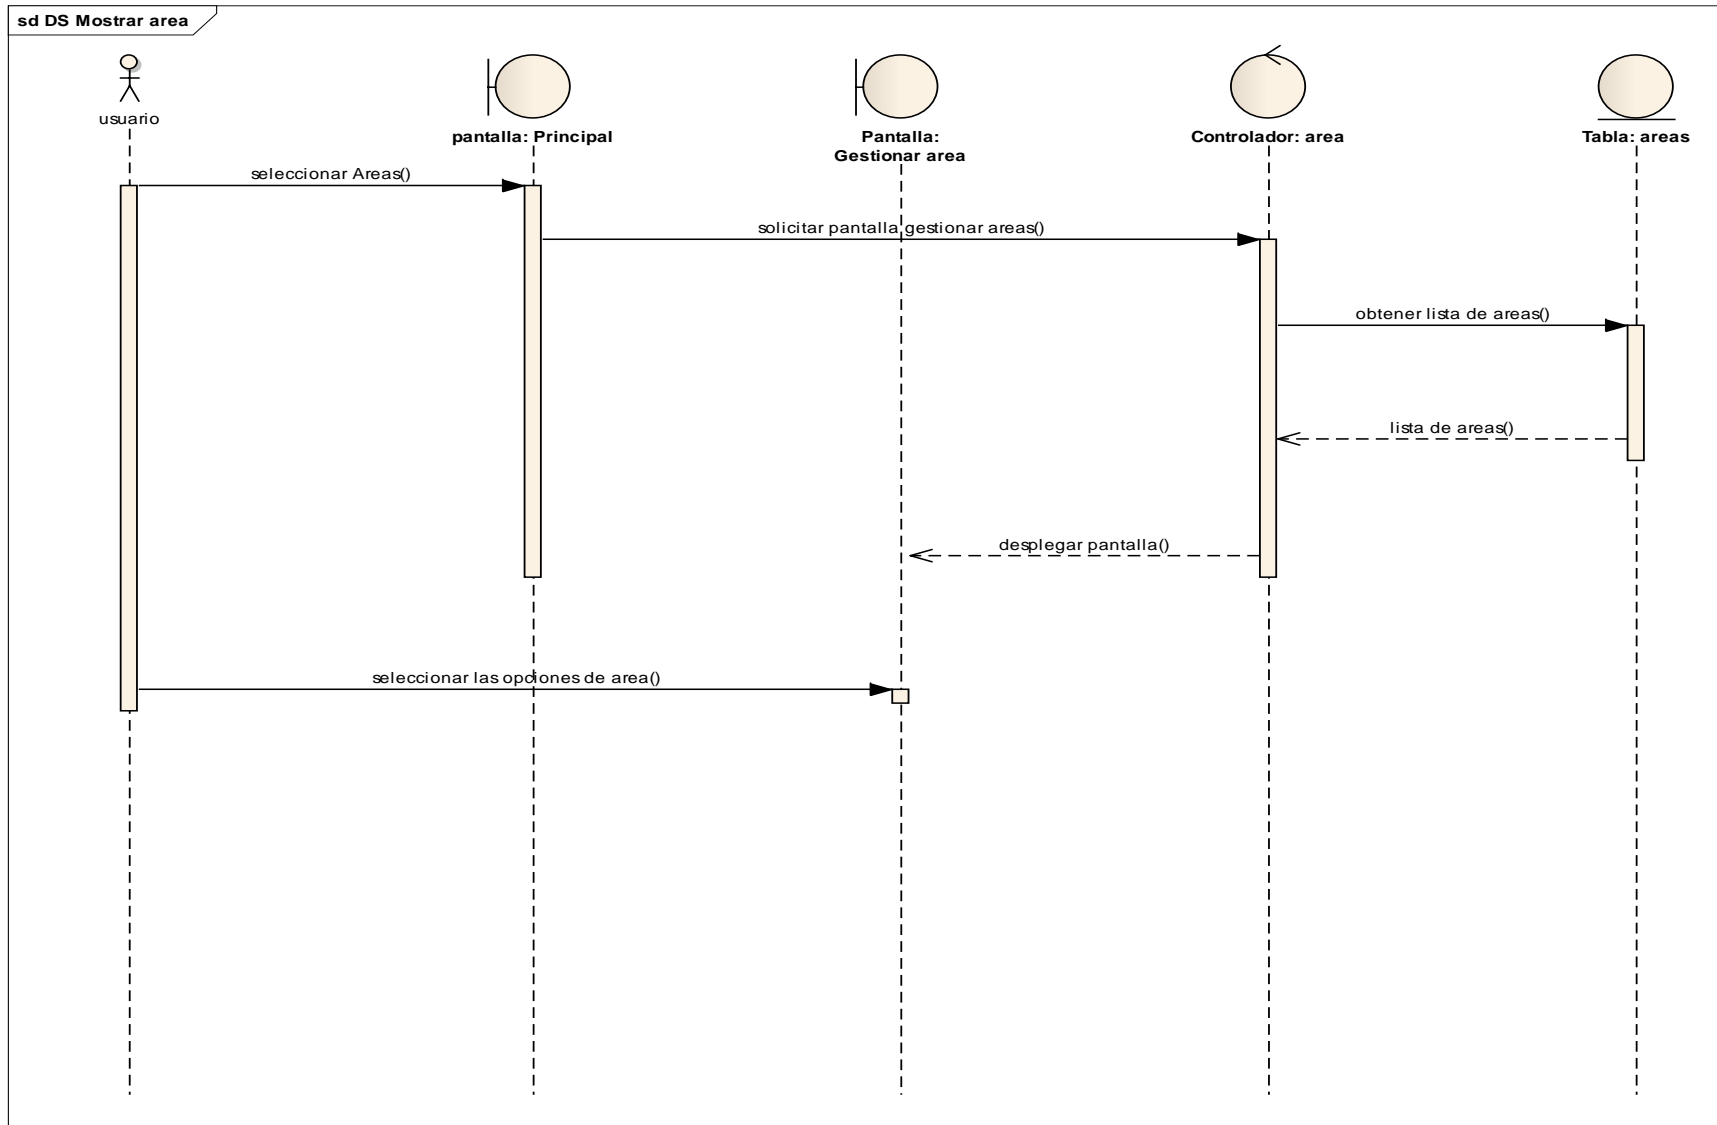 sd DS Mostrar area
usuario
pantalla: Principal
Pantalla:
Gestionar area
Controlador: area
Tabla: areas
seleccionar Areas()
solicitar pantalla gestionar areas()
obtener lista de areas()
lista de areas()
desplegar pantalla()
seleccionar las opciones de area()